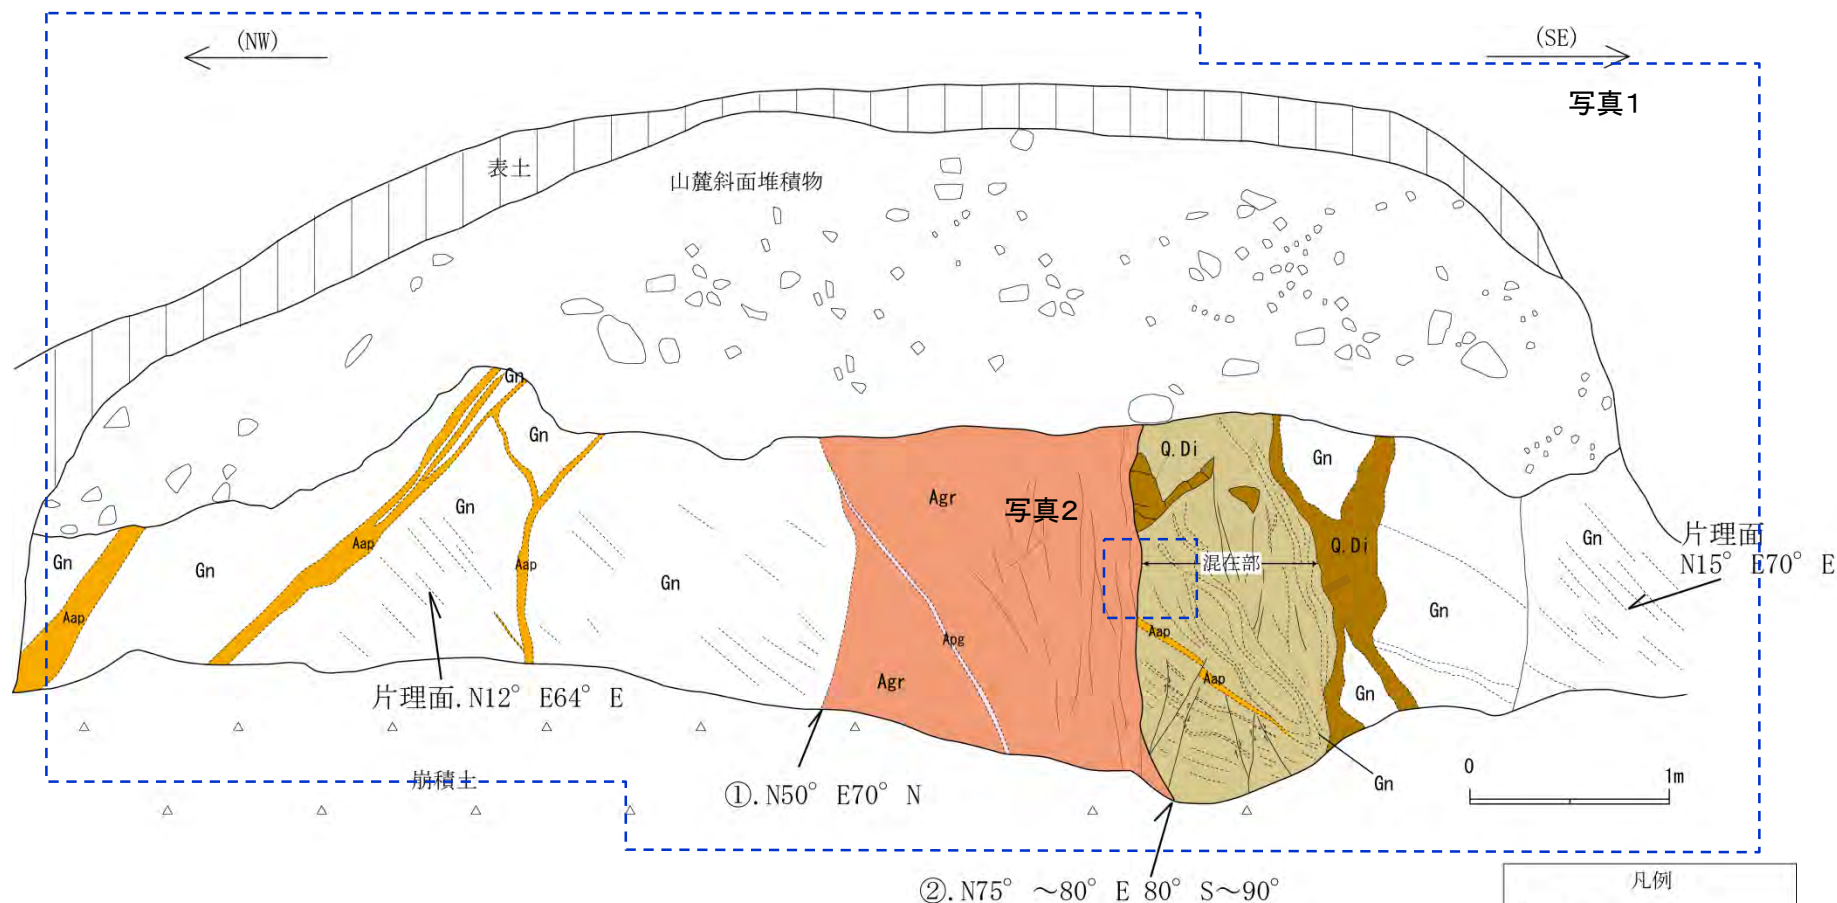 (NW)
(SE)
写真1
表土
山麓斜面堆積物
Gn
Gn
Q.Di
Gn
Gn
Agr
写真2
片理面
N15° E70° E
Gn
Aap
Q.Di
混在部
Gn
Gn
Aap
Gn
Gn
Aap
Aap
Apg
Aap
Aap
Agr
Gn
片理面.N12° E64° E
崩積土
①.N50° E70° N
Gn
0
1m
②.N75° ~80° E 80° S~90°
凡例